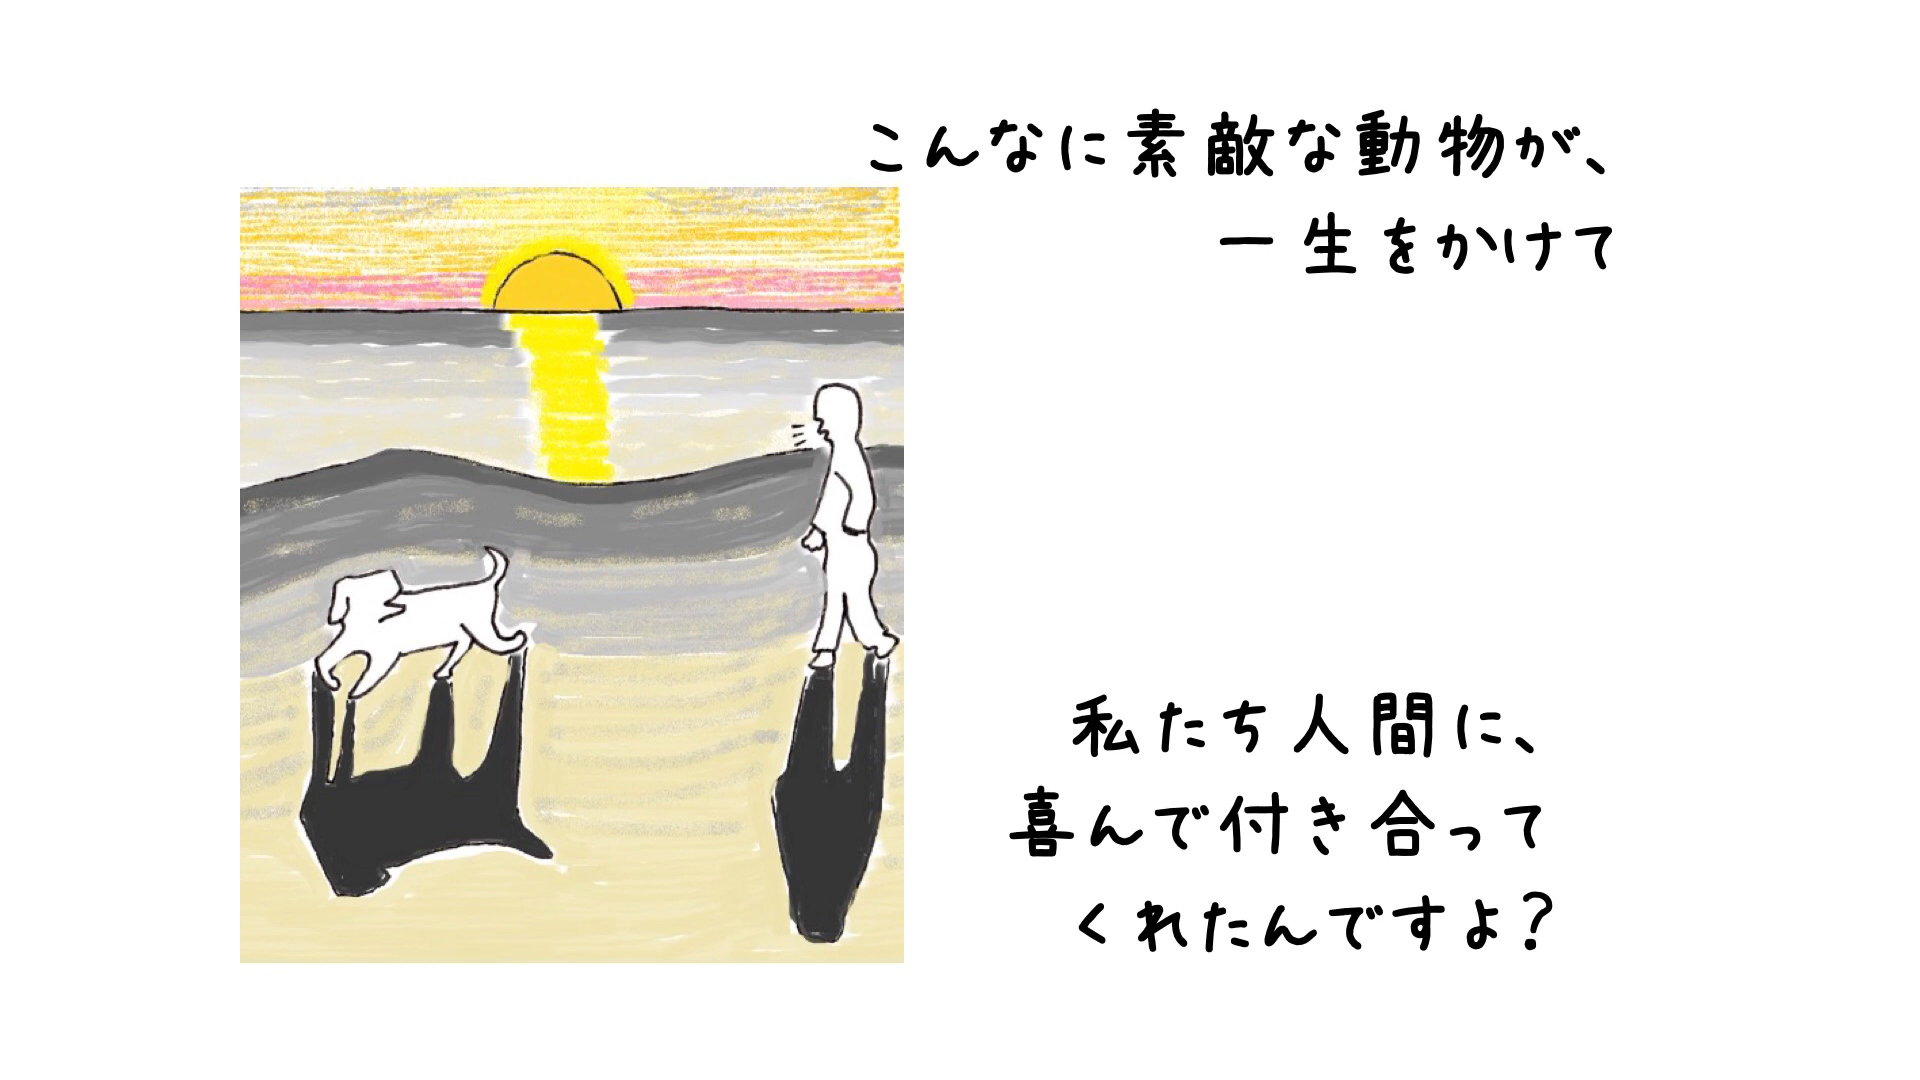 こんなに素敵な動物が、
一生をかけて
私たち人間に、
喜んで付き合って
くれたんですよ？